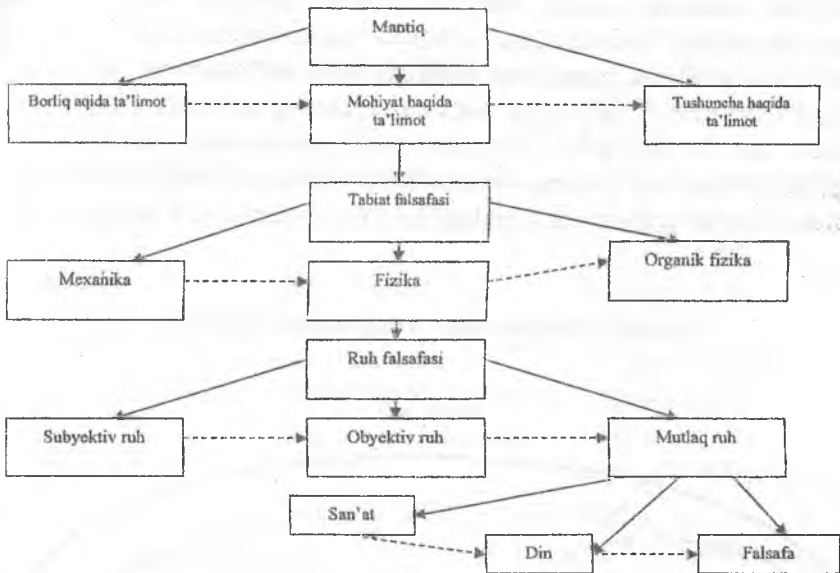 Mantiq
Borliq aqida ta'limot
Mohiyat haqida
ta'limot
Tushuncha haqida
ta'limot
Tabiat falsafasi
Mexanika
Fizika
Organik fizika
Ruh falsafasi
Subyektiv ruh
Obyektiv ruh
Mutlaq ruh
San'at
Din
Falsafa